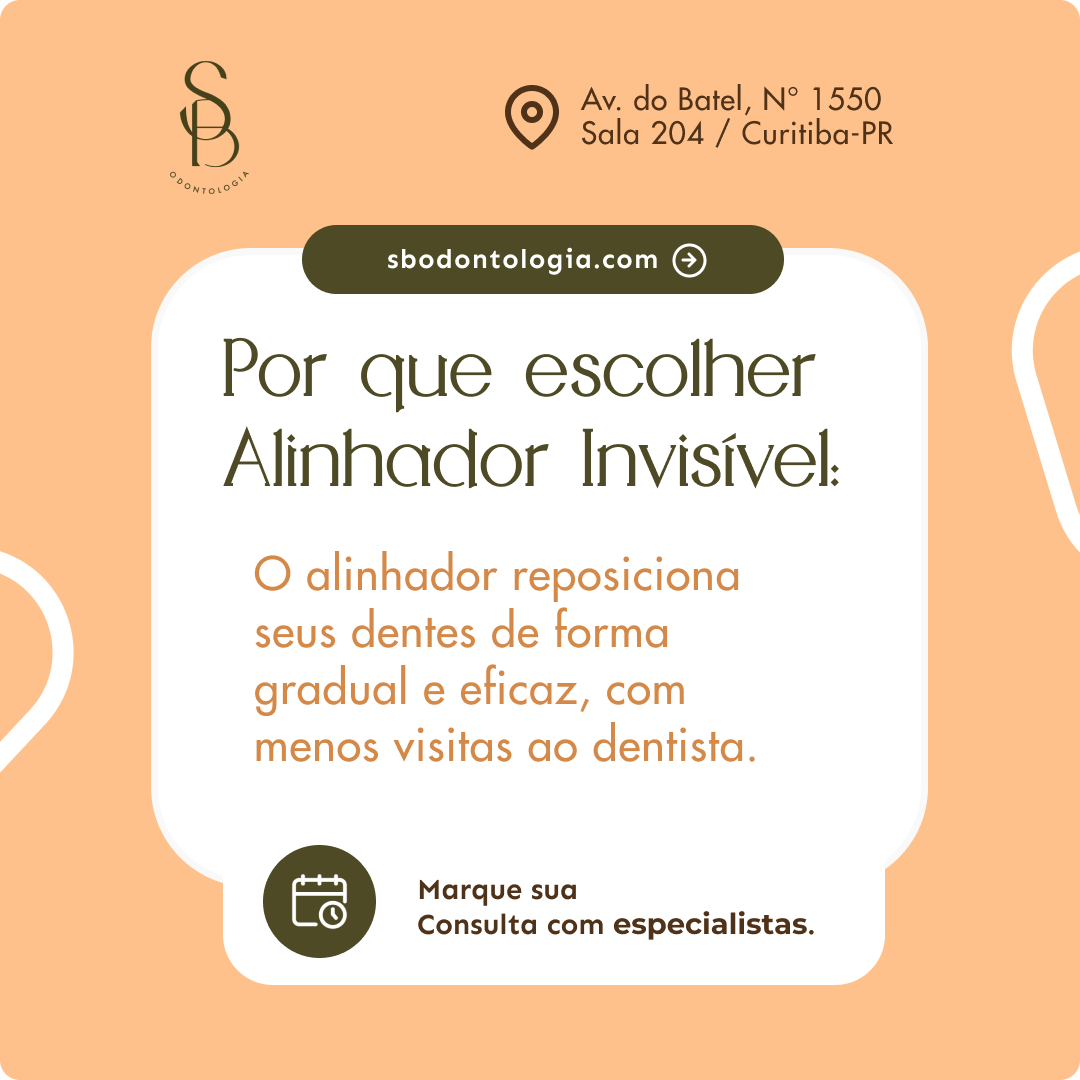 SB
ODONTOLOGIA
Av. do Batel, N° 1550
Sala 204 / Curitiba-PR
sbodontologia.com
Por que escolher
Alinhador Invisível:
O alinhador reposiciona
seus dentes de forma
gradual e eficaz, com
menos visitas ao dentista.
Marque sua
Consulta com especialistas.